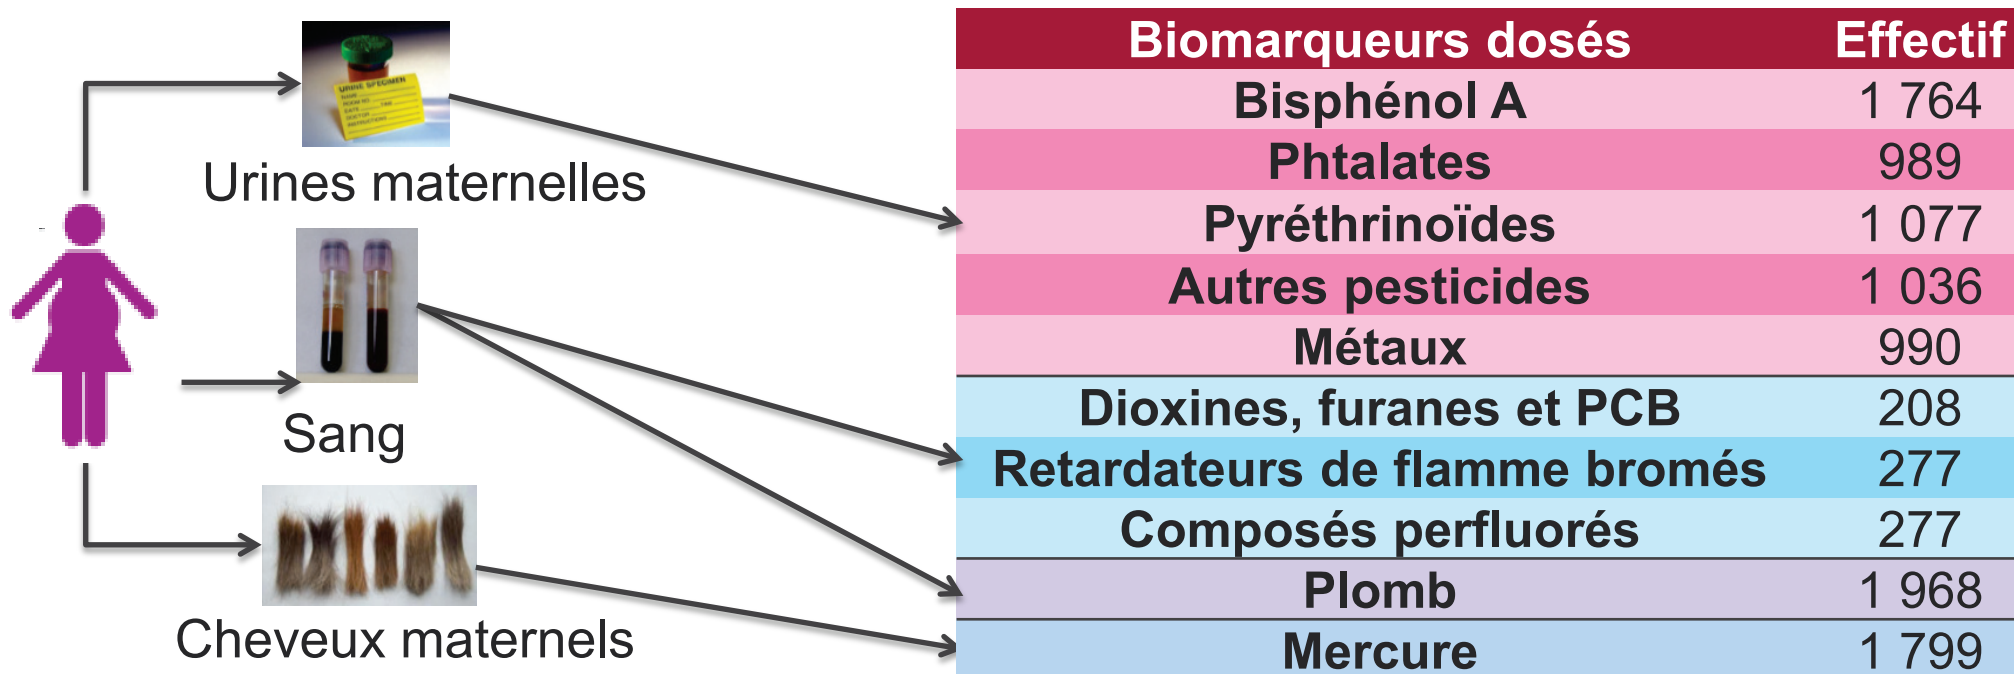 URINE SPECIMEN
Urines maternelles
Sang
Cheveux maternels
Biomarqueurs dosés Effectif
Bisphénol A 1 764
Phtalates 989
Pyréthrinoïdes 1 077
Autres pesticides 1 036
Métaux 990
Dioxines, furanes et PCB 208
Retardateurs de flamme bromés 277
Composés perfluorés 277
Plomb 1 968
Mercure 1 799